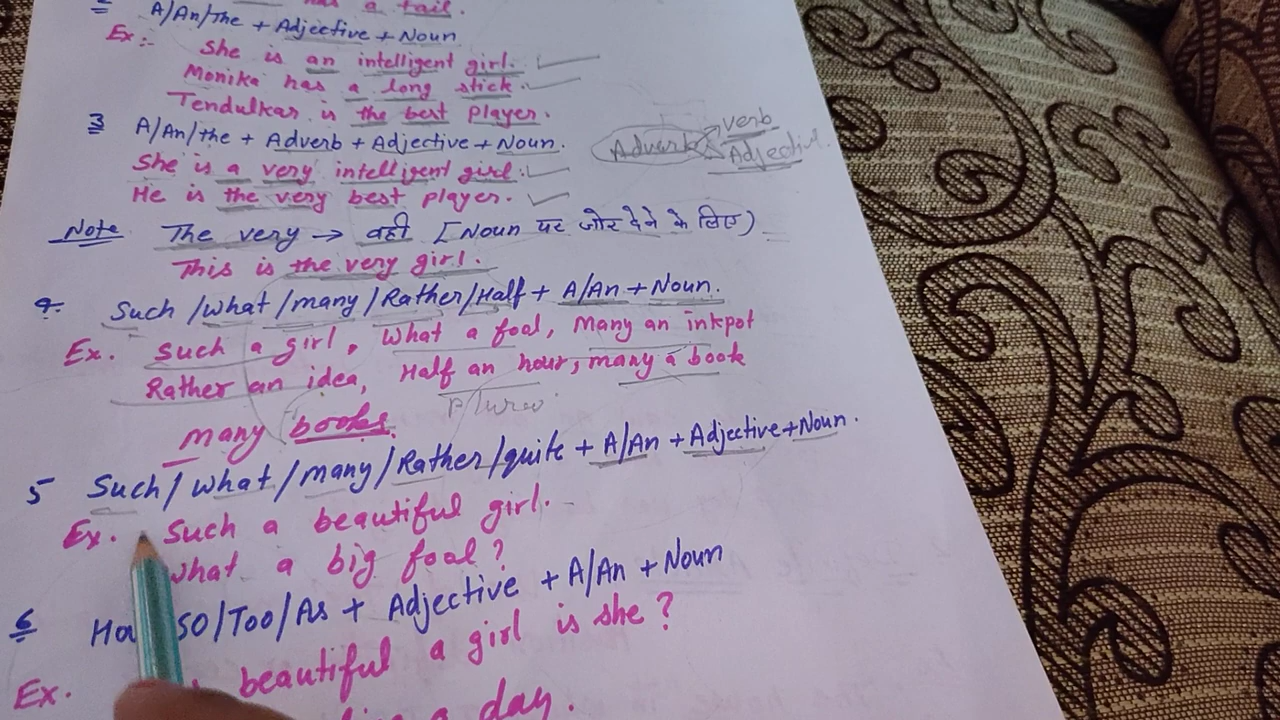 has a tail.
2 A/An/The + Adjective + Noun
Ex:- She is an intelligent girl.
Monika has a long stick.
Tendulkar is the best player.
3 A/An/the + Adverb + Adjective + Noun.
Adverb verb Adjective.
She is a very intelligent girl.
He is the very best player.
Note The very → वही [Noun पर जोर देने के लिए)
This is the very girl.
4. Such/what/many/Rather/Half + A/An + Noun.
Ex. Such a girl, What a foal, Many an inkpot
Rather an idea, Half an hour, many a book
many books.
5 Such/what/many/Rather/quite + A/An + Adjective + Noun.
Ex. Such a beautiful girl.
what a big foal?
6 SO/Too/As + Adjective + A/An + Noun
Ex. beautiful a girl is she?
a day.